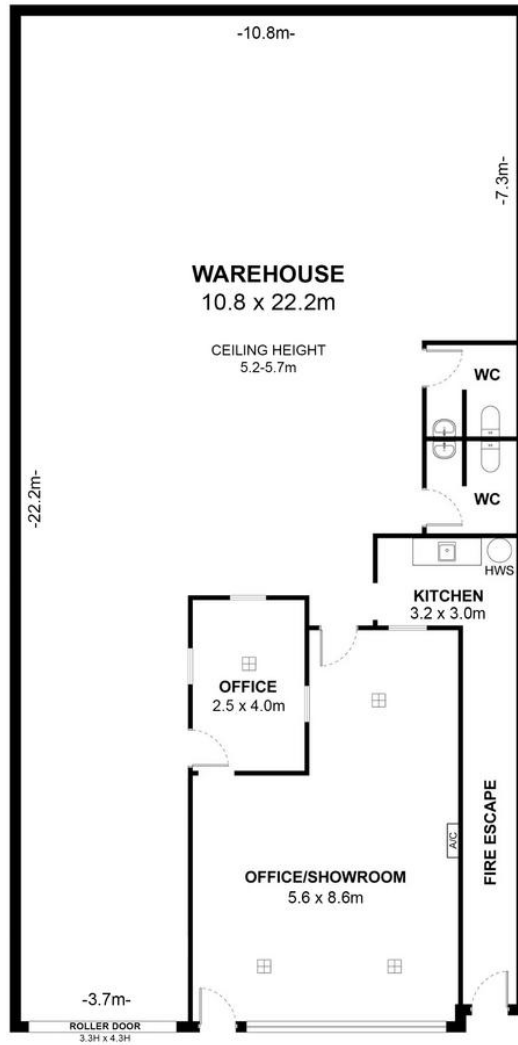 -10.8m-
-7.3m-
WAREHOUSE
10.8 x 22.2m
CEILING HEIGHT
5.2-5.7m
WC
-22.2m-
WC
HWS
KITCHEN
3.2 x 3.0m
OFFICE
2.5 x 4.0m
A/C
FIRE ESCAPE
OFFICE/SHOWROOM
5.6 x 8.6m
-3.7m-
ROLLER DOOR
3.3H x 4.3H